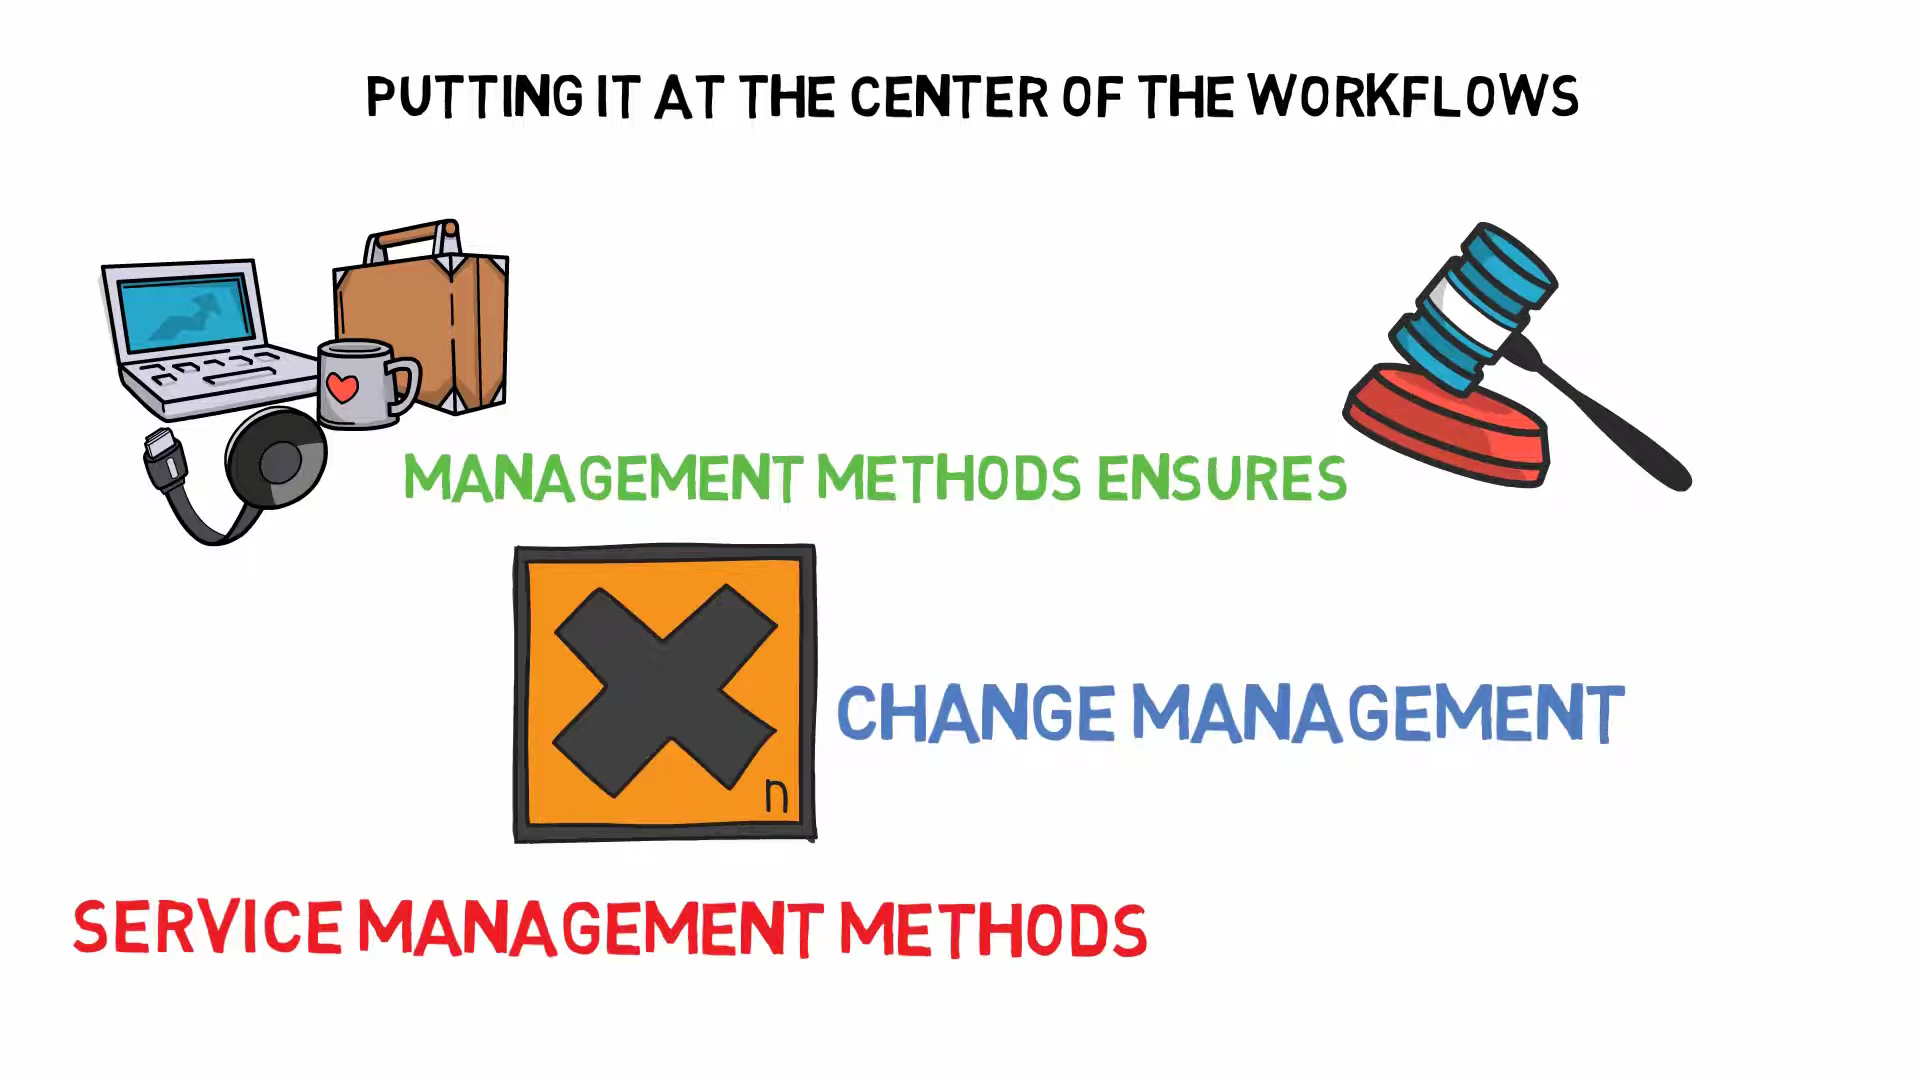 PUTTING IT AT THE CENTER OF THE WORKFLOWS
MANAGEMENT METHODS ENSURES
n
CHANGE MANAGEMENT
SERVICE MANAGEMENT METHODS